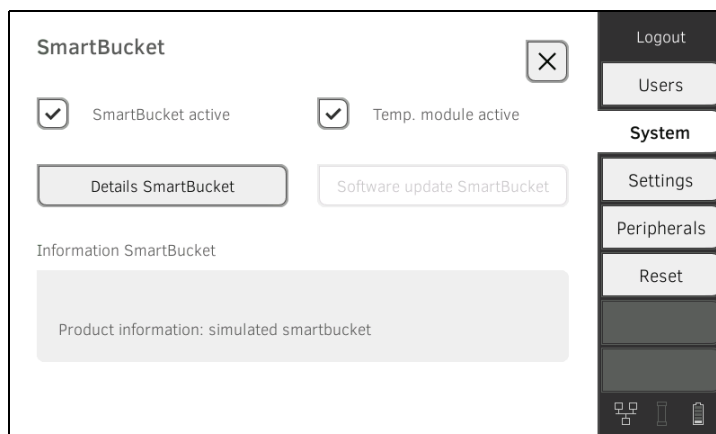 SmartBucket
SmartBucket active
Temp. module active
Details SmartBucket
Software update SmartBucket
Information SmartBucket
Product information: simulated smartbucket
Logout
Users
System
Settings
Peripherals
Reset